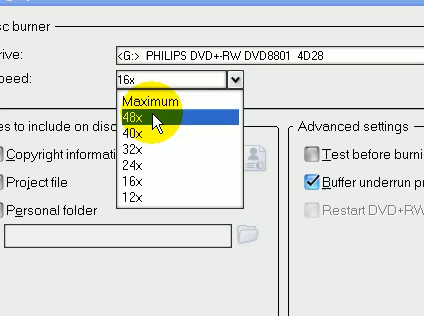 sc burner
rive:
<G:> PHILIPS DVD+-RW DVD8801 4D28
peed:
16x
Maximum
48x
40x
32x
24x
16x
12x
es to include on disc
Copyright informati
Project file
Personal folder
Advanced settings
Test before burni
Buffer underrun pr
Restart DVD+RW